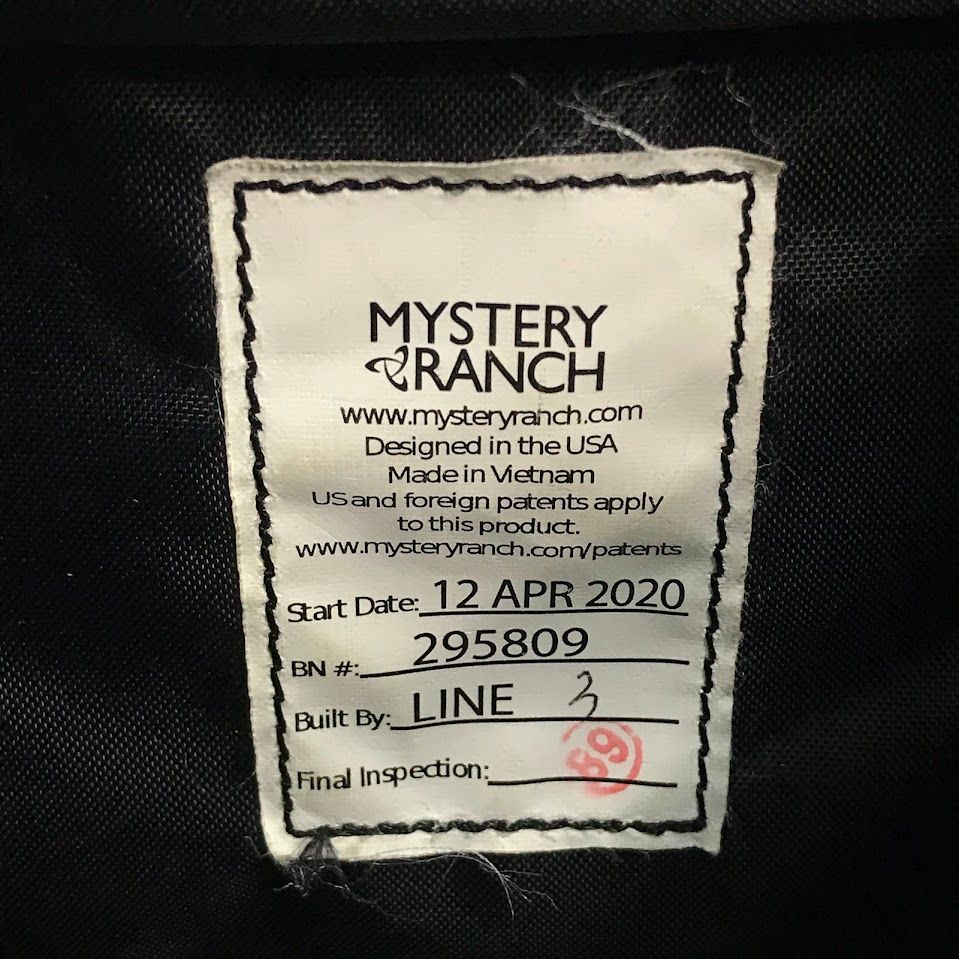 MYSTERY
RANCH
www.mysteryranch.com
Designed in the USA
Made in Vietnam
US and foreign patents apply
to this product.
www.mysteryranch.com/patents
Start Date: 12 APR 2020
BN #: 295809
Built By: LINE 3
Final Inspection: